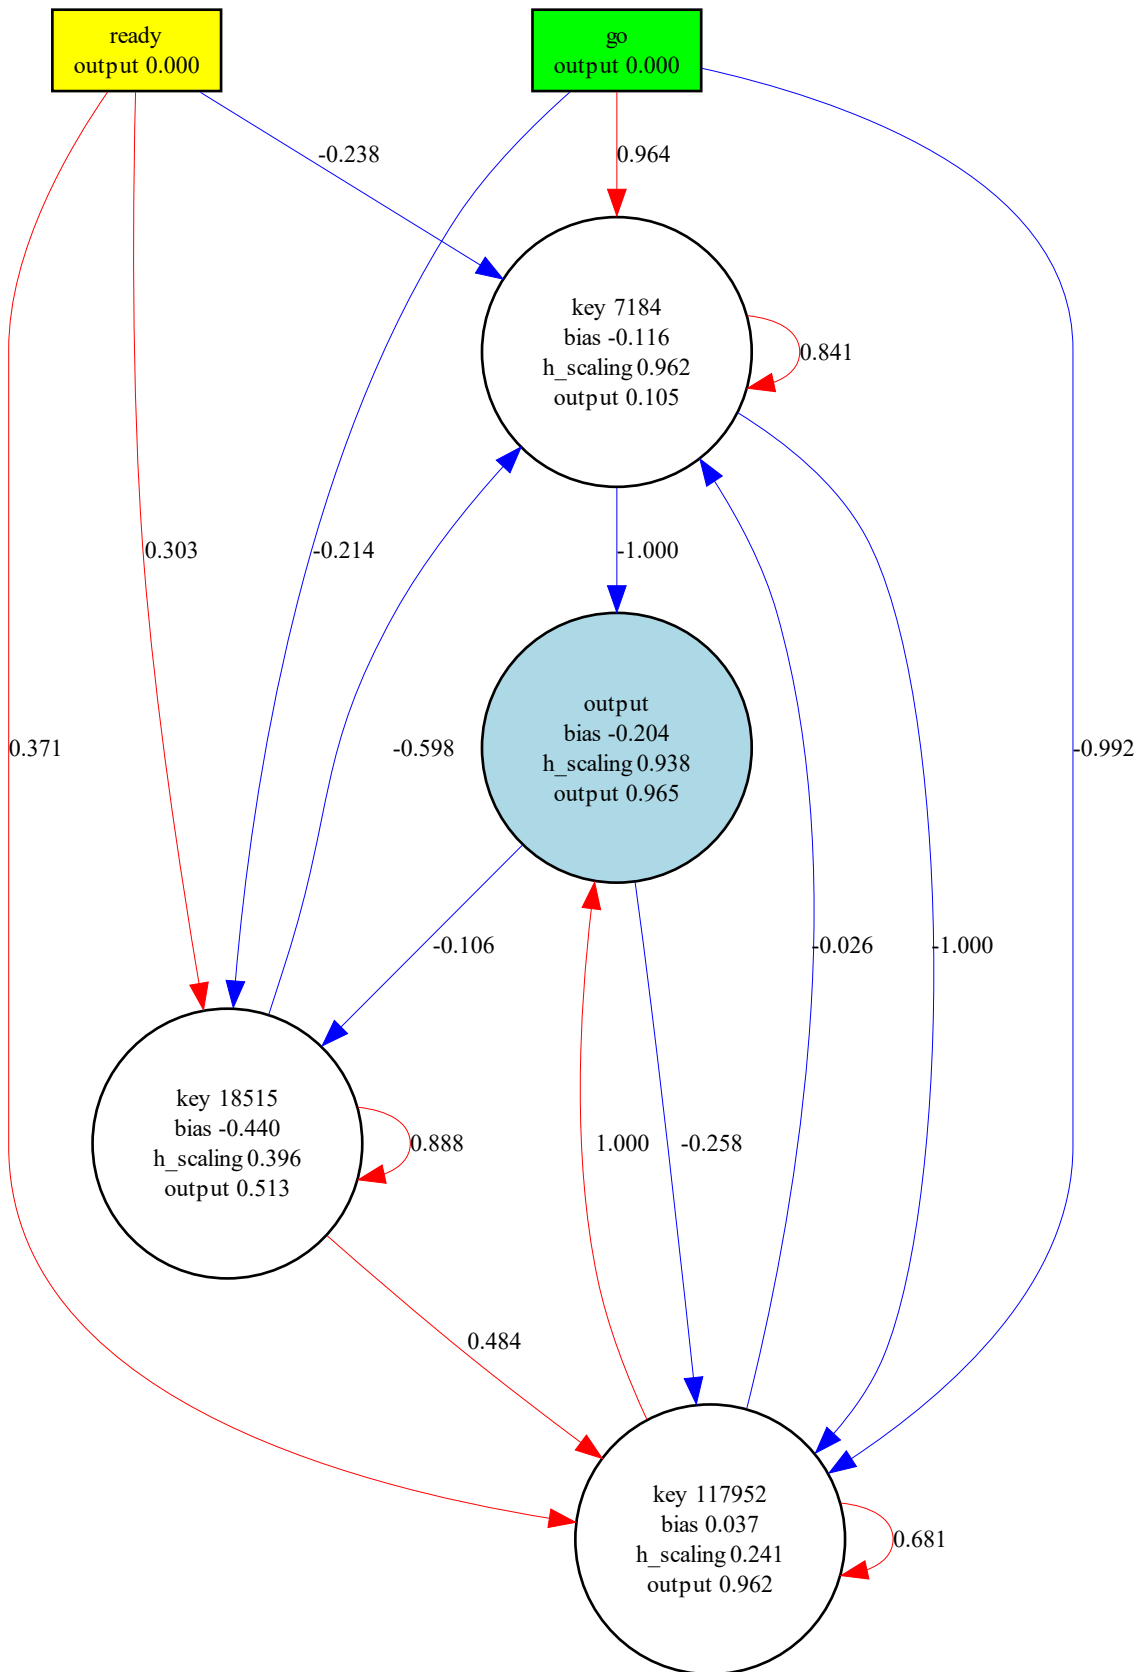 ready
output 0.000
go
output 0.000
-0.238
0.964
key 7184
bias -0.116
h_scaling 0.962
output 0.105
0.841
0.303
-0.214
-1.000
output
bias -0.204
h_scaling 0.938
output 0.965
0.371
-0.598
-0.992
-0.106
-0.026
-1.000
key 18515
bias -0.440
h_scaling 0.396
output 0.513
0.888
1.000
-0.258
0.484
key 117952
bias 0.037
h_scaling 0.241
output 0.962
0.681